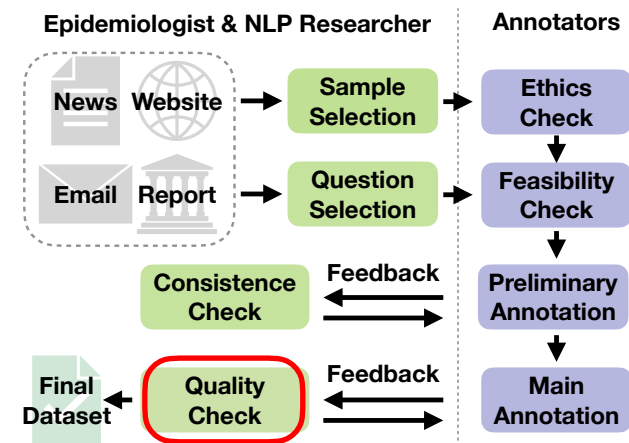 Epidemiologist & NLP Researcher
Annotators
News
Website
Sample
Selection
Ethics
Check
Email
Report
Question
Selection
Feasibility
Check
Consistence
Check
Feedback
Preliminary
Annotation
Final
Dataset
Quality
Check
Feedback
Main
Annotation